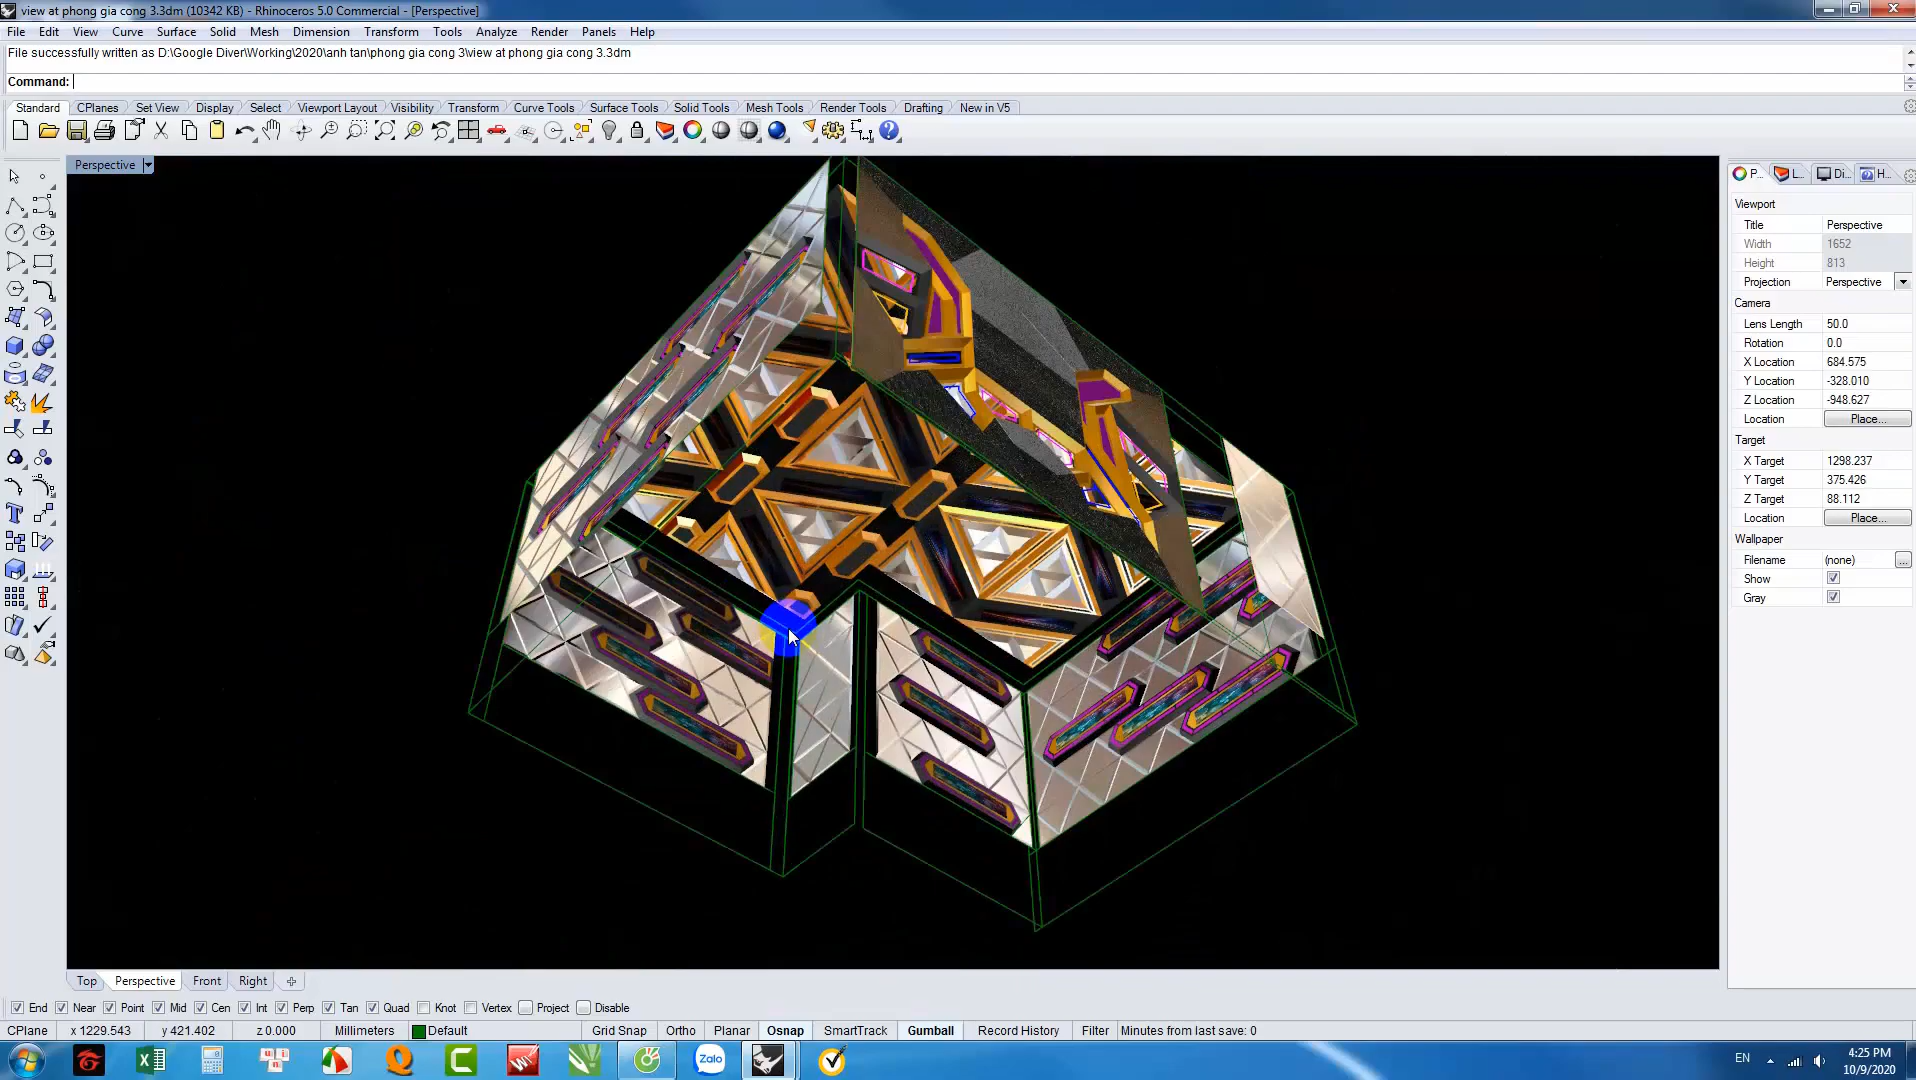 view at phong gia cong 3.3dm (10342 KB) - Rhinoceros 5.0 Commercial - [Perspective]
File Edit View Curve Surface Solid Mesh Dimension Transform Tools Analyze Render Panels Help
File successfully written as D:\Google Diver\Working\2020\anh tan\phong gia cong 3\view at phong gia cong 3.3dm
Command:
Standard CPlanes Set View Display Select Viewport Layout Visibility Transform Curve Tools Surface Tools Solid Tools Mesh Tools Render Tools Drafting New in V5
Perspective
P... L... Di... H...
Viewport
Title Perspective
Width 1652
Height 813
Projection Perspective
Camera
Lens Length 50.0
Rotation 0.0
X Location 684.575
Y Location -328.010
Z Location -948.627
Location Place...
Target
X Target 1298.237
Y Target 375.426
Z Target 88.112
Location Place...
Wallpaper
Filename (none) ...
Show
Gray
Top Perspective Front Right
End Near Point Mid Cen Int Perp Tan Quad Knot Vertex Project Disable
CPlane x 1229.543 y 421.402 z 0.000 Millimeters Default Grid Snap Ortho Planar Osnap SmartTrack Gumball Record History Filter Minutes from last save: 0
Zalo
EN
4:25 PM
10/9/2020